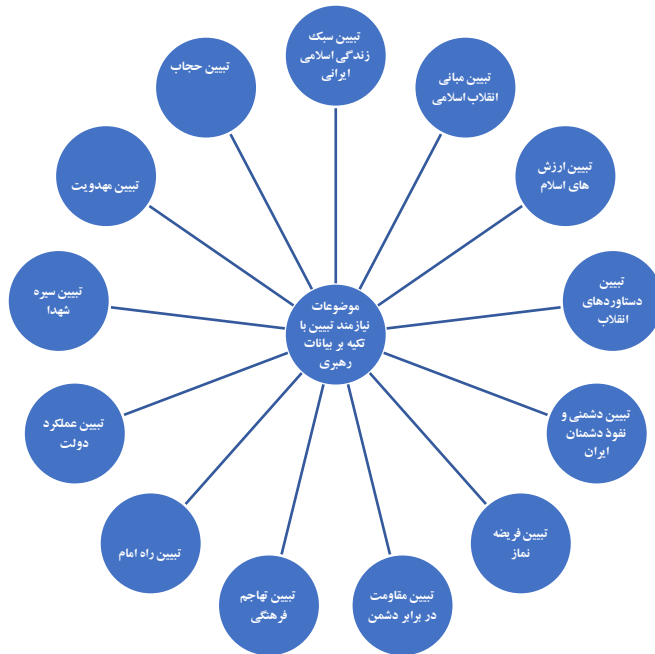 موضوعات
نیازمند تبیین با
تکیه بر بیانات
رهبری
تبیین سبک
زندگی اسلامی
ایرانی
تبیین مبانی
انقلاب اسلامی
تبیین ارزش
های اسلام
تبیین
دستاوردهای
انقلاب
تبیین دشمنی و
نفوذ دشمنان
ایران
تبیین فریضه
نماز
تبیین مقاومت
در برابر دشمن
تبیین تهاجم
فرهنگی
تبیین راه امام
تبیین عملکرد
دولت
تبیین سیره
شهدا
تبیین مهدویت
تبیین حجاب